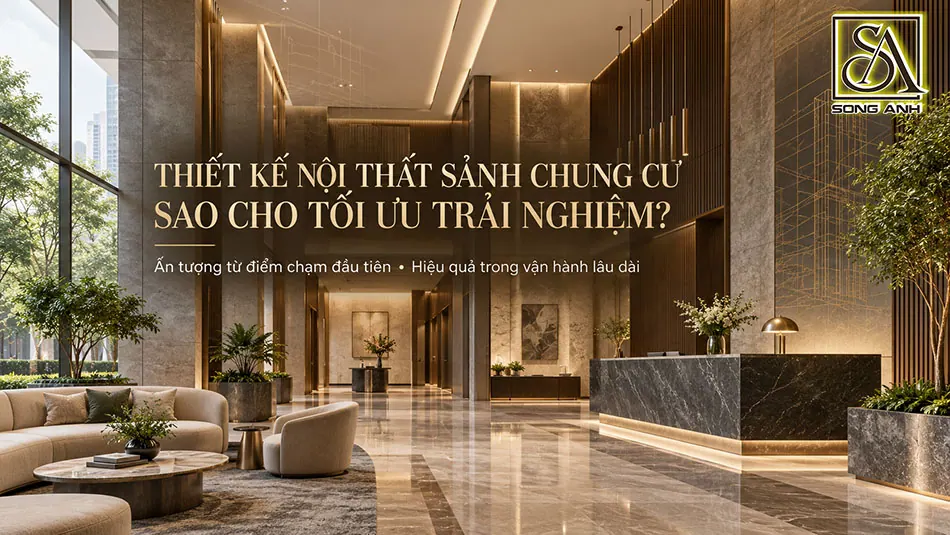 SA
SONG ANH
THIẾT KẾ NỘI THẤT SẢNH CHUNG CƯ
SAO CHO TỐI ƯU TRẢI NGHIỆM?
Ấn tượng từ điểm chạm đầu tiên • Hiệu quả trong vận hành lâu dài